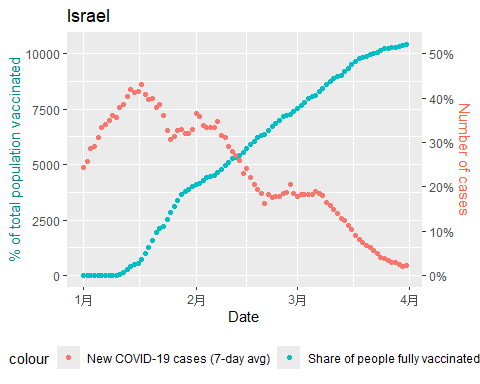 Israel
% of total population vaccinated
10000
7500
5000
2500
0
50%
40%
30%
20%
10%
0%
Number of cases
1月
2月
3月
4月
Date
colour
New COVID-19 cases (7-day avg)
Share of people fully vaccinated